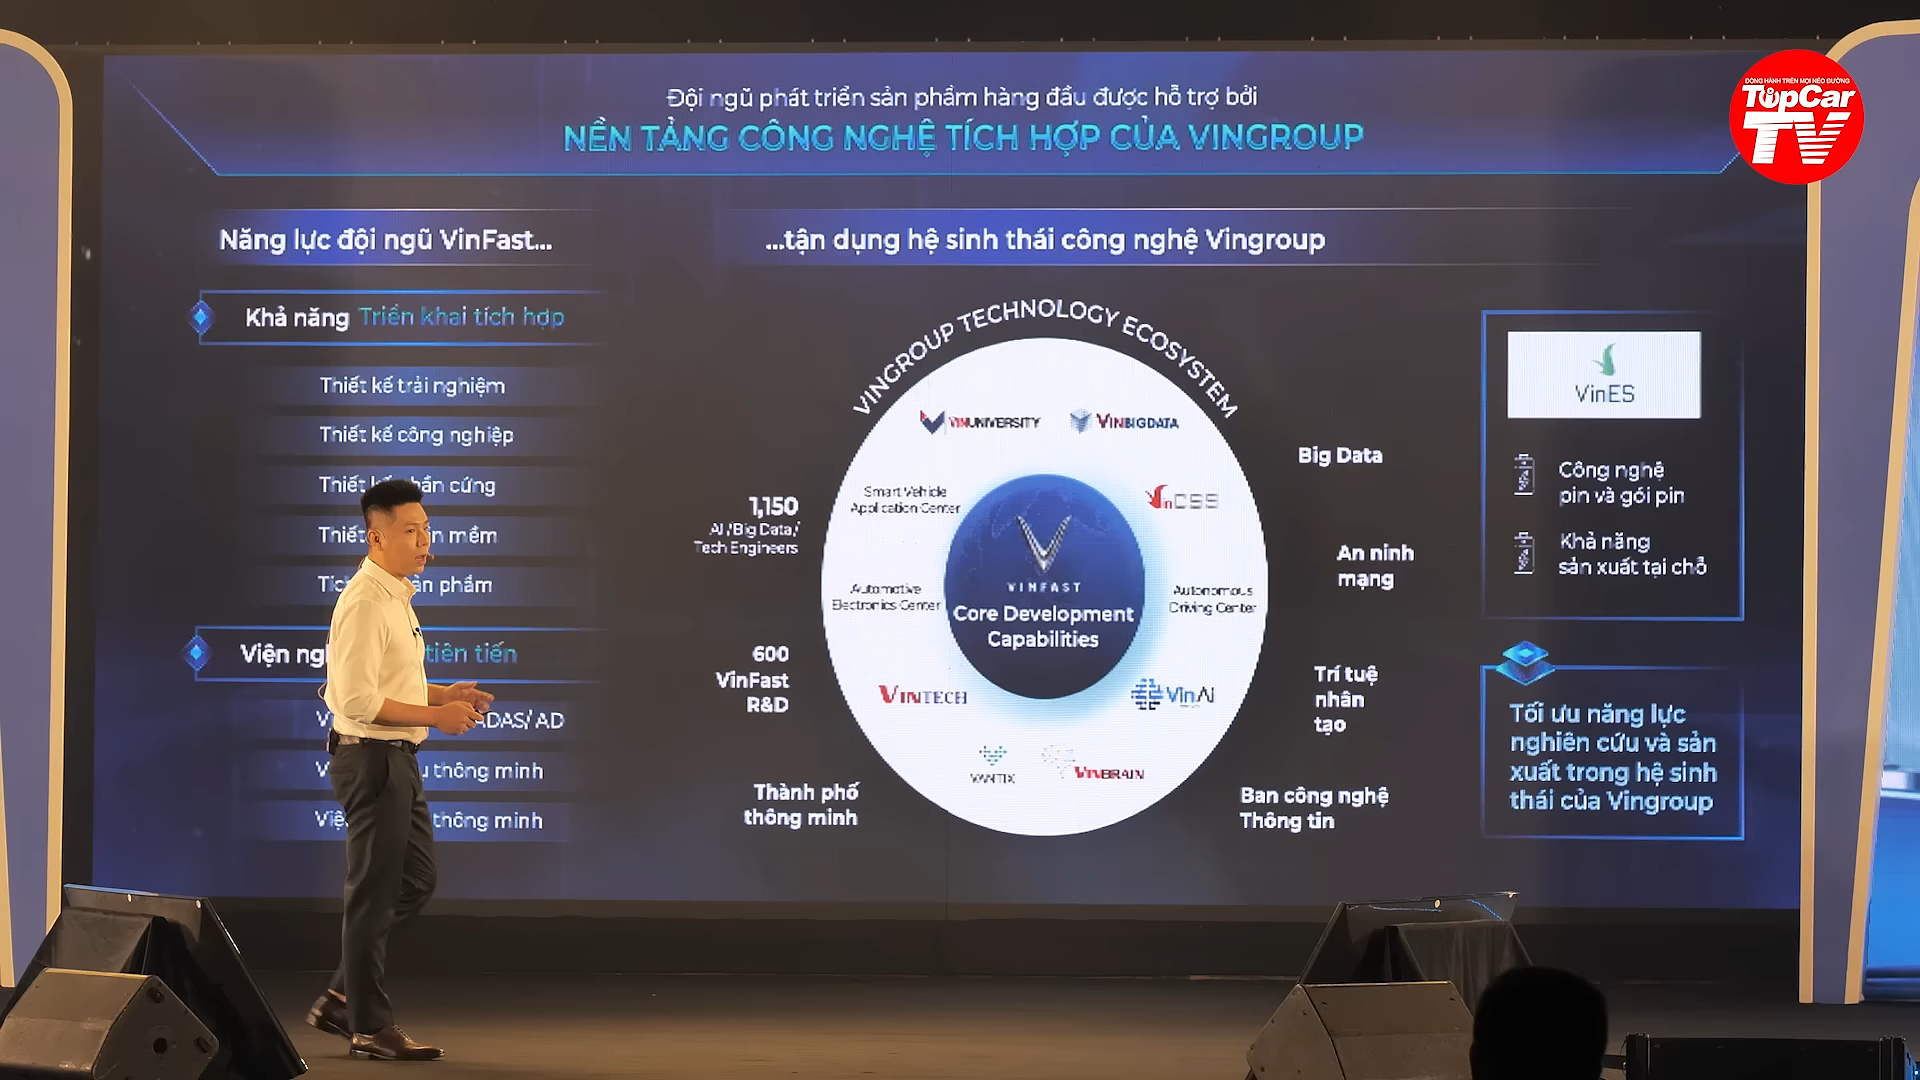 ĐỒNG HÀNH TRÊN MỌI NẺO ĐƯỜNG
TopCar
TV
Đội ngũ phát triển sản phẩm hàng đầu được hỗ trợ bởi
NỀN TẢNG CÔNG NGHỆ TÍCH HỢP CỦA VINGROUP
Năng lực đội ngũ VinFast...
Khả năng Triển khai tích hợp
Thiết kế trải nghiệm
Thiết kế công nghiệp
cứng
mềm
phẩm
Viện tiên tiến
ADAS/ AD
thông minh
thông minh
...tận dụng hệ sinh thái công nghệ Vingroup
VINGROUP TECHNOLOGY ECOSYSTEM
VINUNIVERSITY
VINBIGDATA
Smart Vehicle
Application Center
VinCSS
Automotive
Electronics Center
VINFAST
Core Development
Capabilities
Autonomous
Driving Center
VINTECH
VinAi
VANTIX
VINBRAIN
1,150
AI/Big Data/
Tech Engineers
600
VinFast
R&D
Thành phố
thông minh
Big Data
An ninh
mạng
Trí tuệ
nhân
tạo
Ban công nghệ
Thông tin
VinES
Công nghệ
pin và gói pin
Khả năng
sản xuất tại chỗ
Tối ưu năng lực
nghiên cứu và sản
xuất trong hệ sinh
thái của Vingroup